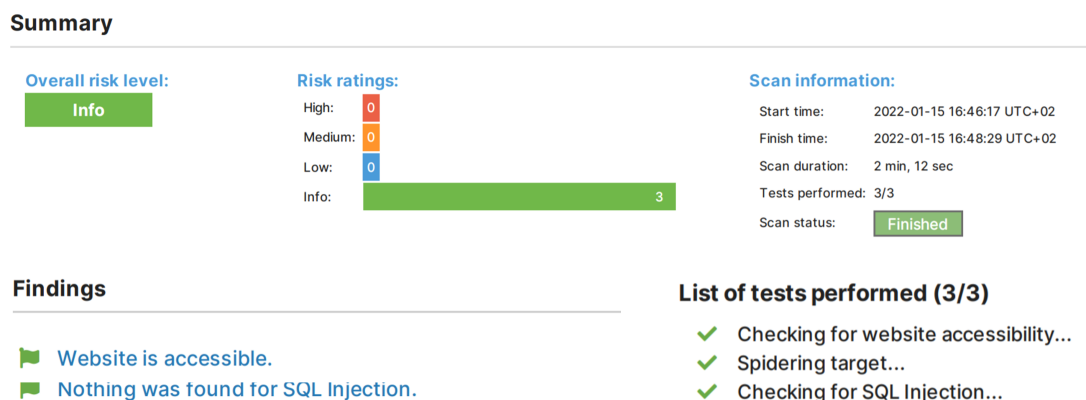 Summary
Overall risk level:
Info
Risk ratings:
High: 0
Medium: 0
Low: 0
Info: 3
Scan information:
Start time: 2022-01-15 16:46:17 UTC+02
Finish time: 2022-01-15 16:48:29 UTC+02
Scan duration: 2 min, 12 sec
Tests performed: 3/3
Scan status: Finished
Findings
Website is accessible.
Nothing was found for SQL Injection.
List of tests performed (3/3)
Checking for website accessibility...
Spidering target...
Checking for SQL Injection...